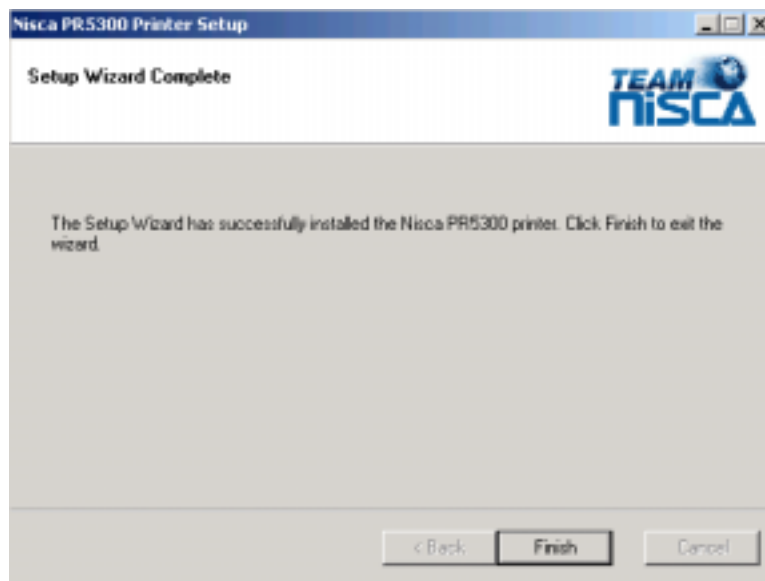 Nisca PR5300 Printer Setup
Setup Wizard Complete
TEAM
NiSCA
The Setup Wizard has successfully installed the Nisca PR5300 printer. Click Finish to exit the
wizard.
< Back Finish Cancel